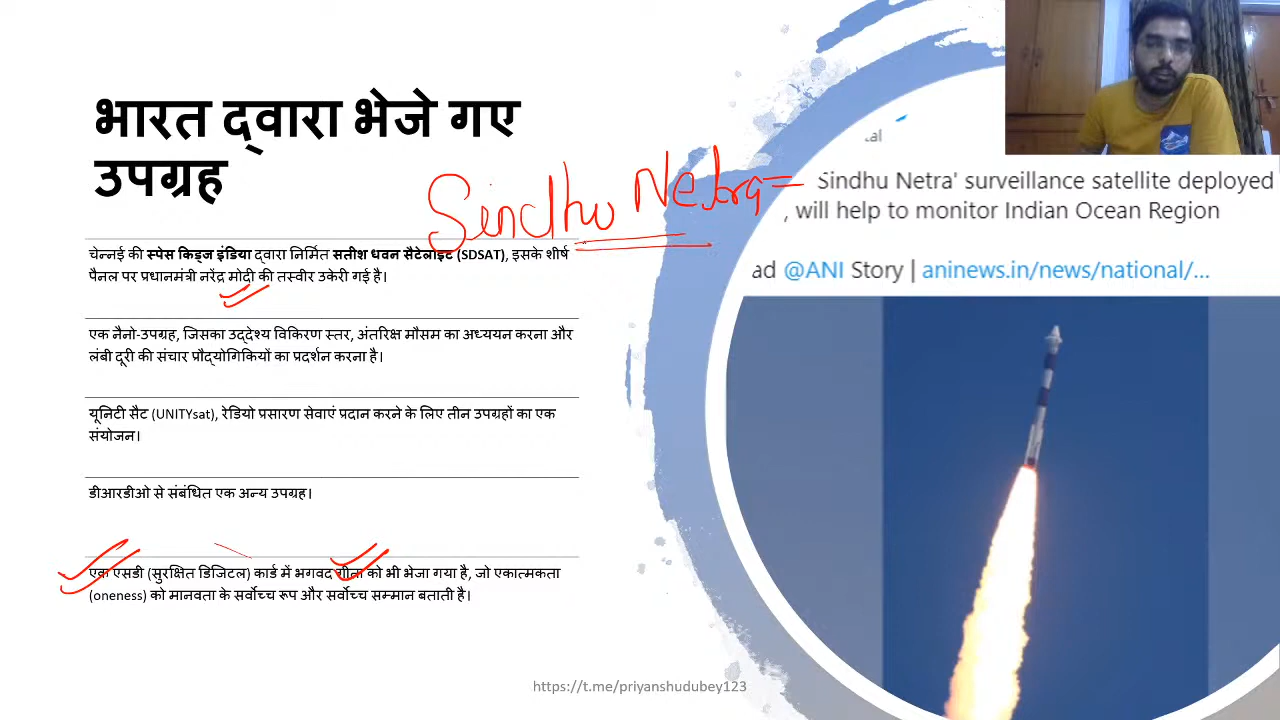 भारत द्वारा भेजे गए
उपग्रह
Sindhu Netra=
चेन्नई की स्पेस किड्ज इंडिया द्वारा निर्मित सतीश धवन सैटेलाइट (SDSAT), इसके शीर्ष
पैनल पर प्रधानमंत्री नरेंद्र मोदी की तस्वीर उकेरी गई है।
एक नैनो-उपग्रह, जिसका उद्देश्य विकिरण स्तर, अंतरिक्ष मौसम का अध्ययन करना और
लंबी दूरी की संचार प्रौद्योगिकियों का प्रदर्शन करना है।
यूनिटी सैट (UNITYsat), रेडियो प्रसारण सेवाएं प्रदान करने के लिए तीन उपग्रहों का एक
संयोजन।
डीआरडीओ से संबंधित एक अन्य उपग्रह।
एक एसडी (सुरक्षित डिजिटल) कार्ड में भगवद गीता को भी भेजा गया है, जो एकात्मकता
(oneness) को मानवता के सर्वोच्च रूप और सर्वोच्च सम्मान बताती है।
tal
Sindhu Netra' surveillance satellite deployed
, will help to monitor Indian Ocean Region
ad @ANI Story | aninews.in/news/national/...
https://t.me/priyanshudubey123